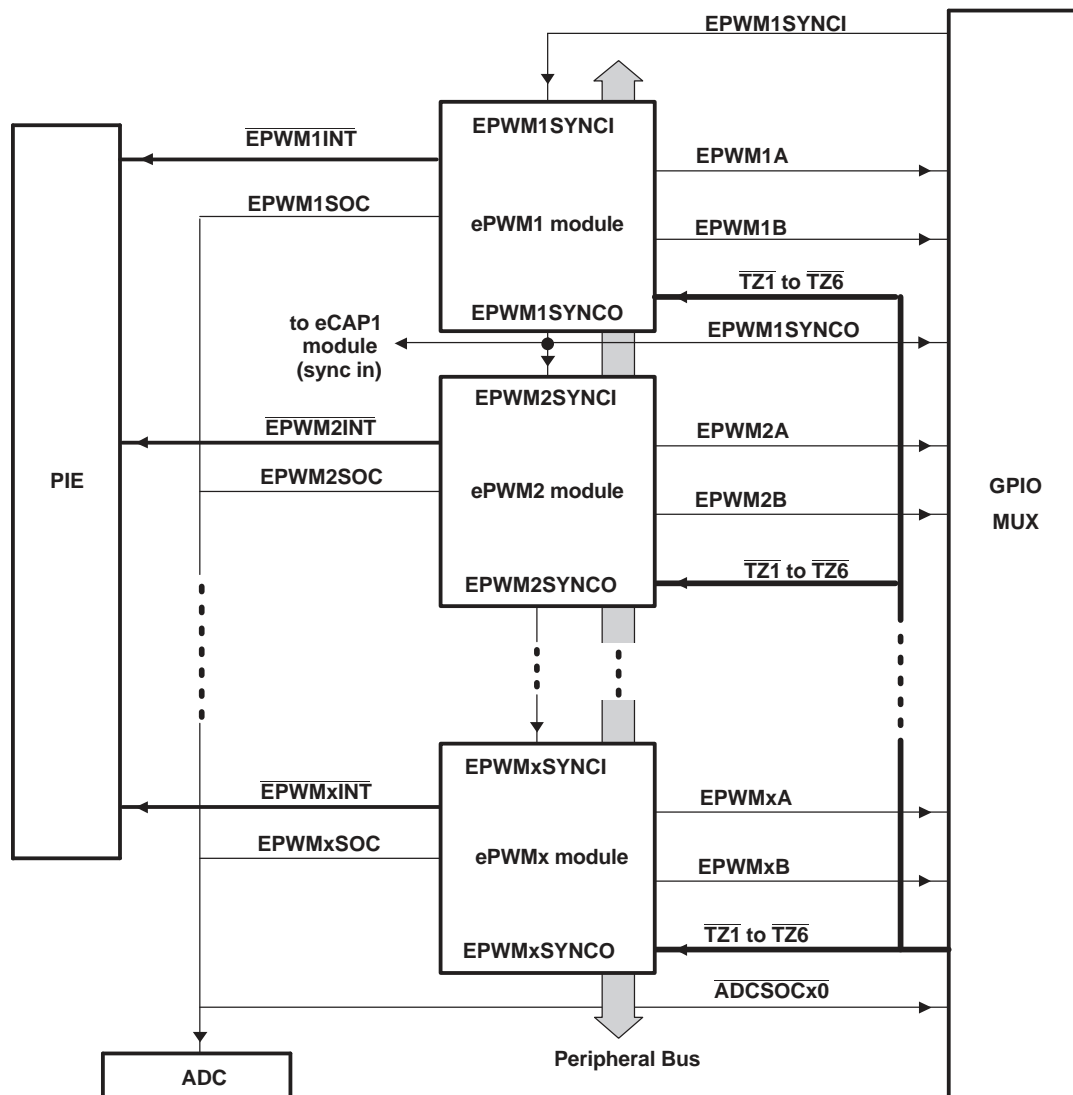 EPWM1SYNCI
EPWM1SYNCI
EPWM1INT
EPWM1A
EPWM1SOC
ePWM1 module
EPWM1B
TZ1 to TZ6
EPWM1SYNCO
to eCAP1
module
(sync in)
EPWM1SYNCO
EPWM2SYNCI
EPWM2INT
EPWM2A
PIE
EPWM2SOC
ePWM2 module
EPWM2B
GPIO
MUX
TZ1 to TZ6
EPWM2SYNCO
EPWMxSYNCI
EPWMxINT
EPWMxA
EPWMxSOC
ePWMx module
EPWMxB
TZ1 to TZ6
EPWMxSYNCO
ADCSOCx0
Peripheral Bus
ADC